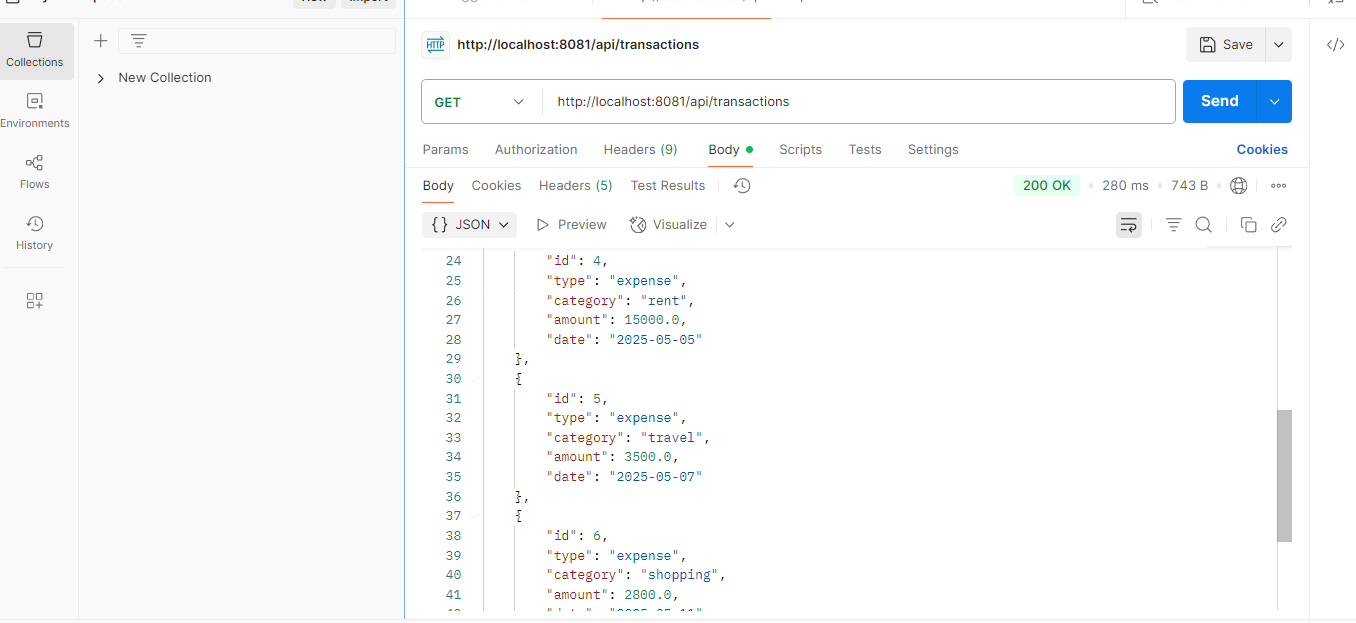 Collections
New Collection
Environments
Flows
History
HTTP http://localhost:8081/api/transactions
Save
GET http://localhost:8081/api/transactions
Send
Params Authorization Headers (9) Body Scripts Tests Settings Cookies
Body Cookies Headers (5) Test Results 200 OK 280 ms 743 B
{} JSON Preview Visualize
24 "id": 4,
25 "type": "expense",
26 "category": "rent",
27 "amount": 15000.0,
28 "date": "2025-05-05"
29 },
30 {
31 "id": 5,
32 "type": "expense",
33 "category": "travel",
34 "amount": 3500.0,
35 "date": "2025-05-07"
36 },
37 {
38 "id": 6,
39 "type": "expense",
40 "category": "shopping",
41 "amount": 2800.0,